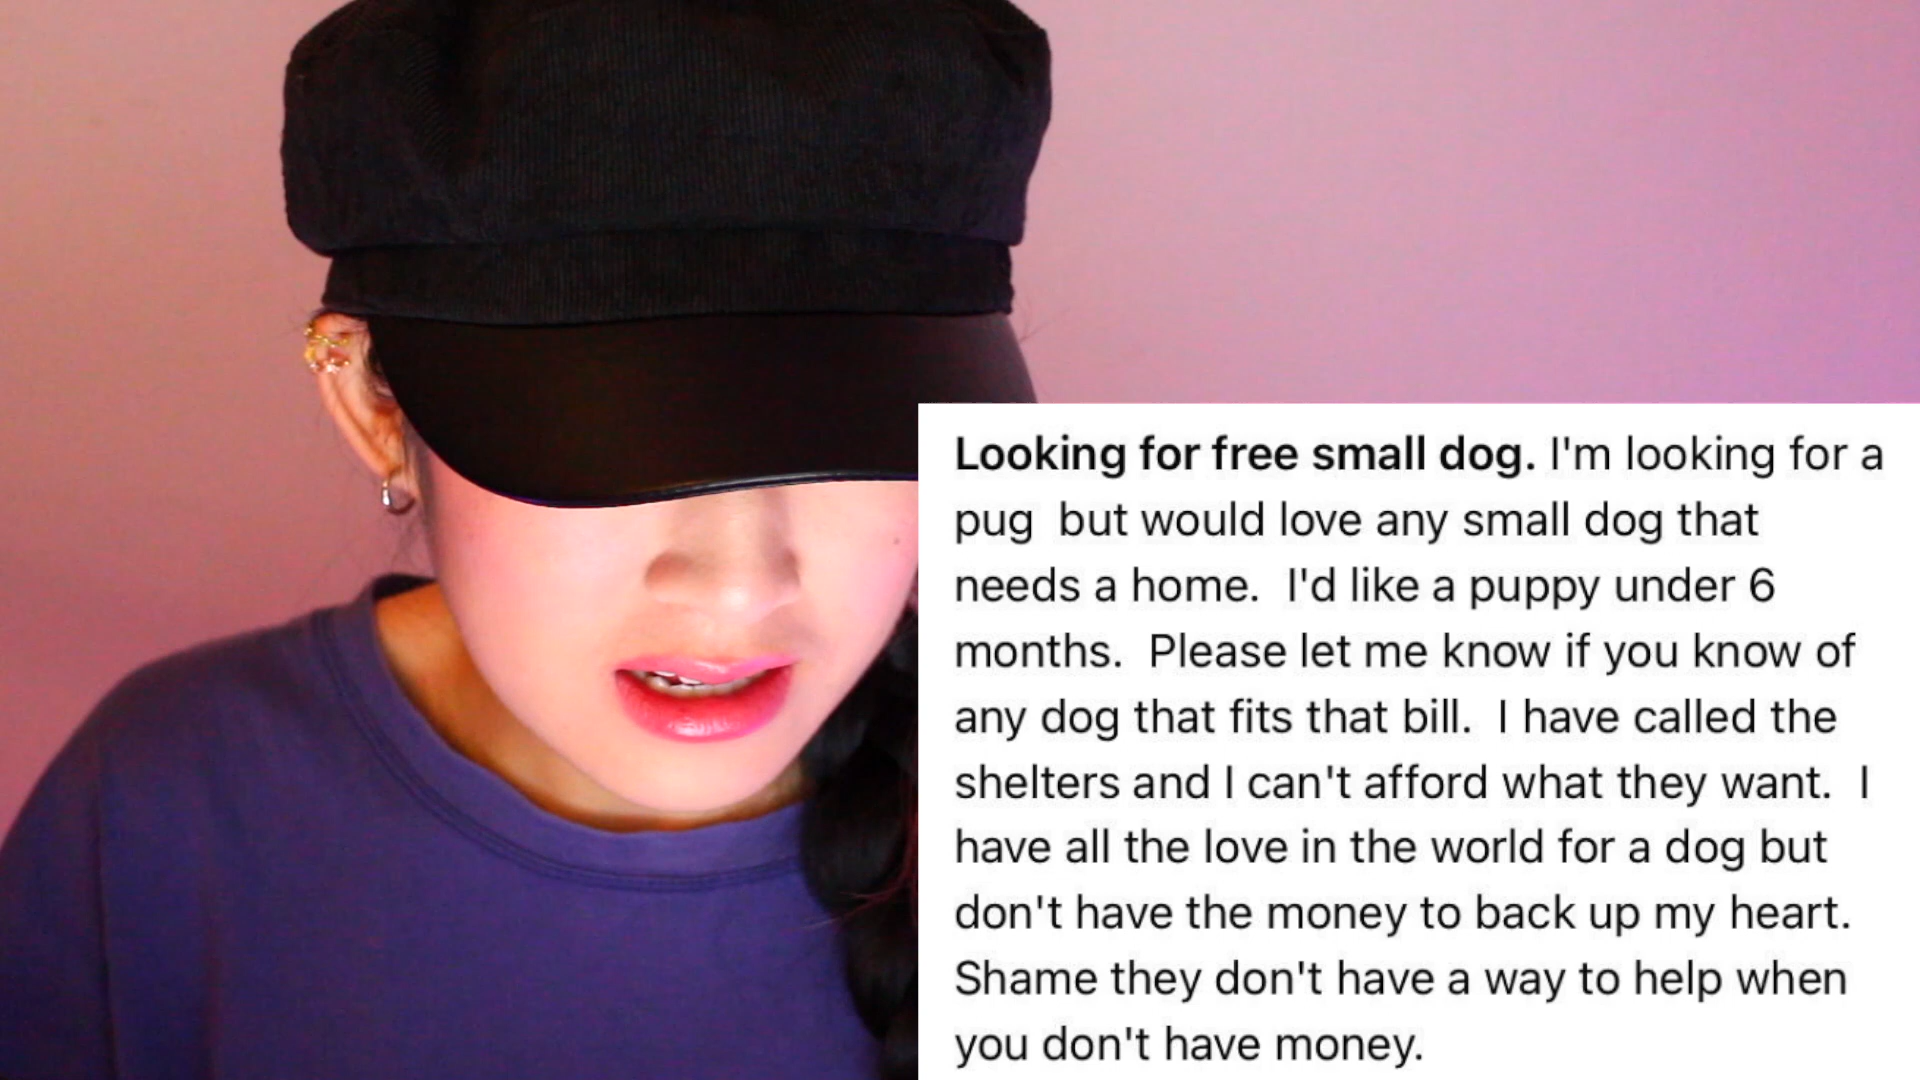 Looking for free small dog. I'm looking for a
pug  but would love any small dog that
needs a home.  I'd like a puppy under 6
months.  Please let me know if you know of
any dog that fits that bill.  I have called the
shelters and I can't afford what they want.  I
have all the love in the world for a dog but
don't have the money to back up my heart.
Shame they don't have a way to help when
you don't have money.